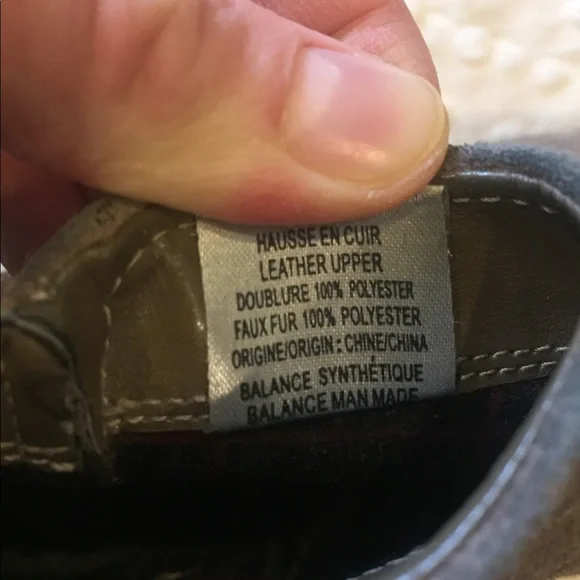 HAUSSE EN CUIR
LEATHER UPPER
DOUBLURE 100% POLYESTER
FAUX FUR 100% POLYESTER
ORIGINE/ORIGIN : CHINE/CHINA
BALANCE SYNTHÉTIQUE
BALANCE MAN MADE